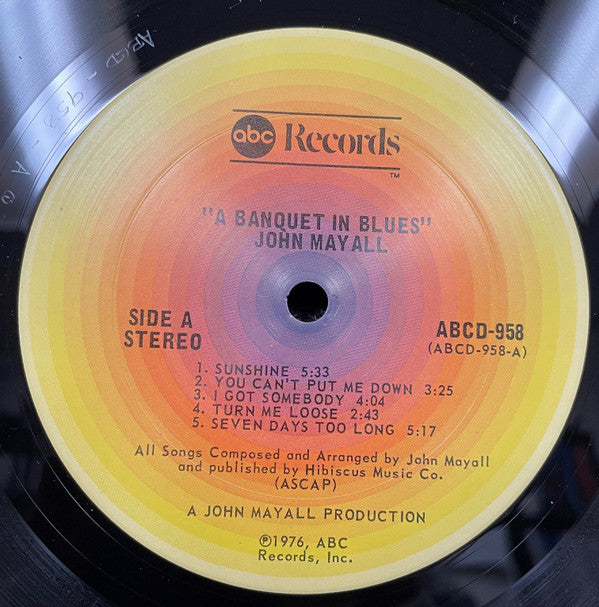 ABCD - 958 - A
abc Records
TM
"A BANQUET IN BLUES"
JOHN MAYALL
SIDE A
STEREO
ABCD-958
(ABCD-958-A)
1. SUNSHINE 5:33
2. YOU CAN'T PUT ME DOWN 3:25
3. I GOT SOMEBODY 4:04
4. TURN ME LOOSE 2:43
5. SEVEN DAYS TOO LONG 5:17
All Songs Composed and Arranged by John Mayall
and published by Hibiscus Music Co.
(ASCAP)
A JOHN MAYALL PRODUCTION
℗1976, ABC
Records, Inc.